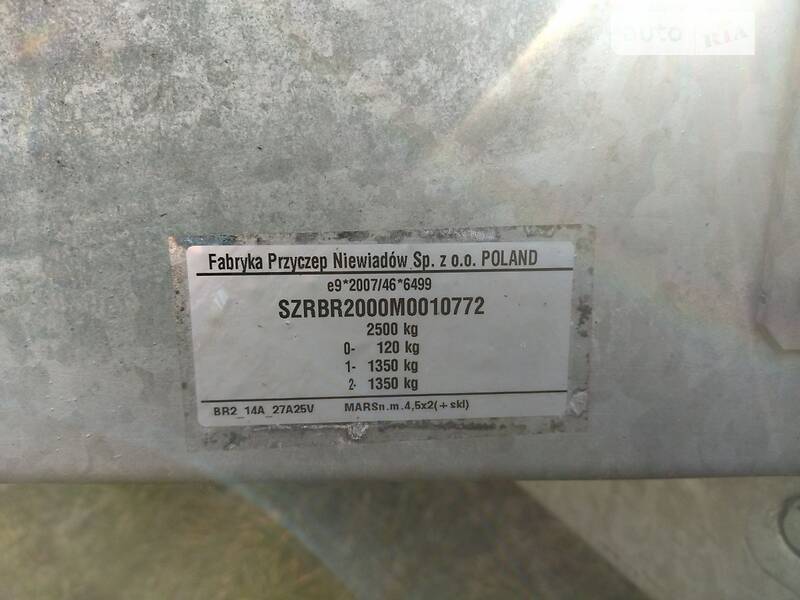 auto RIA
Fabryka Przyczep Niewiadów Sp. z o.o. POLAND
e9*2007/46*6499
SZRBR2000M0010772
2500 kg
0- 120 kg
1- 1350 kg
2- 1350 kg
BR2_14A_27A25V MARSn.m.4,5x2(+skl)